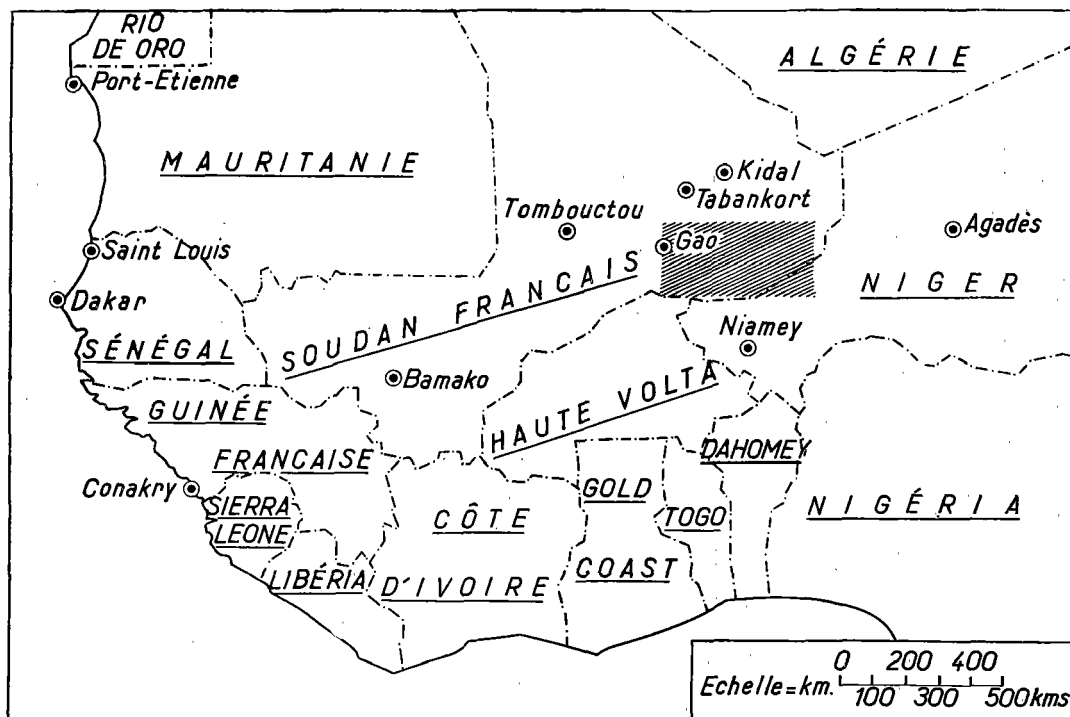 RIO
DE ORO
Port-Etienne
ALGÉRIE
MAURITANIE
Kidal
Tabankort
Tombouctou
Gao
Agadès
Saint Louis
Dakar
SOUDAN FRANCAIS
NIGER
Niamey
SÉNÉGAL
Bamako
GUINÉE
FRANCAISE
HAUTE VOLTA
DAHOMEY
Conakry
SIERRA
LEONE
CÔTE
D'IVOIRE
GOLD
COAST
TOGO
NIGÉRIA
LIBÉRIA
0 200 400
Echelle=km.
100 300 500kms